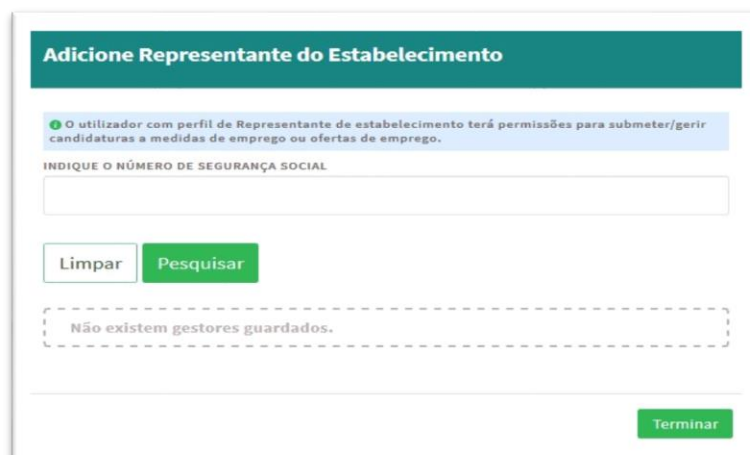 Adicione Representante do Estabelecimento
O utilizador com perfil de Representante de estabelecimento terá permissões para submeter/gerir
candidaturas a medidas de emprego ou ofertas de emprego.
INDIQUE O NÚMERO DE SEGURANÇA SOCIAL
Limpar Pesquisar
Não existem gestores guardados.
Terminar